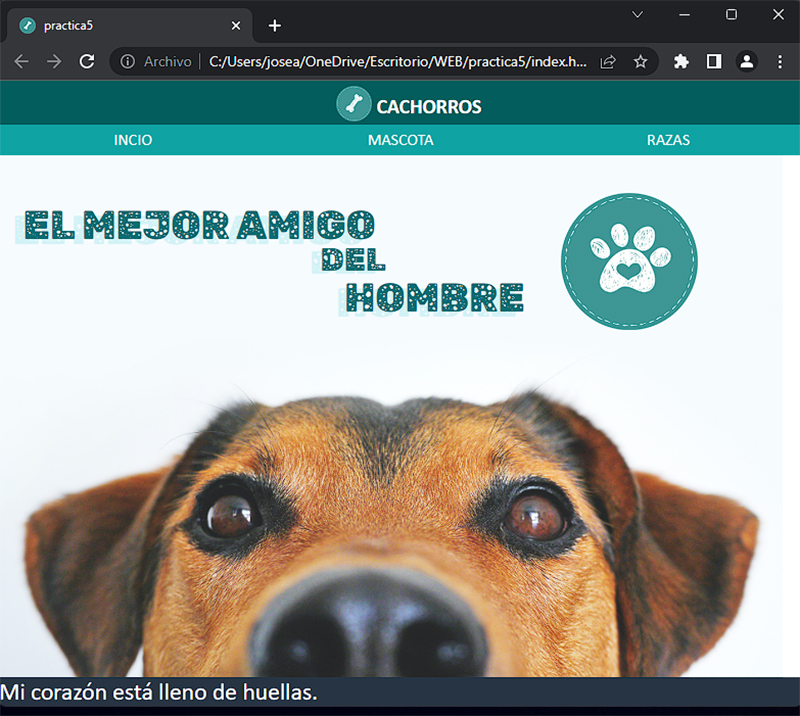 practica5
Archivo C:/Users/josea/OneDrive/Escritorio/WEB/practica5/index.h...
CACHORROS
INCIO MASCOTA RAZAS
EL MEJOR AMIGO
DEL
HOMBRE
Mi corazón está lleno de huellas.